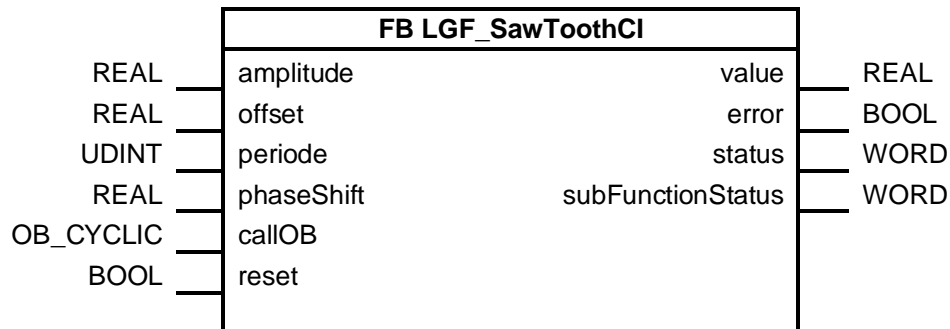 FB LGF_SawToothCI
REAL amplitude value REAL
REAL offset error BOOL
UDINT periode status WORD
REAL phaseShift subFunctionStatus WORD
OB_CYCLIC callOB
BOOL reset